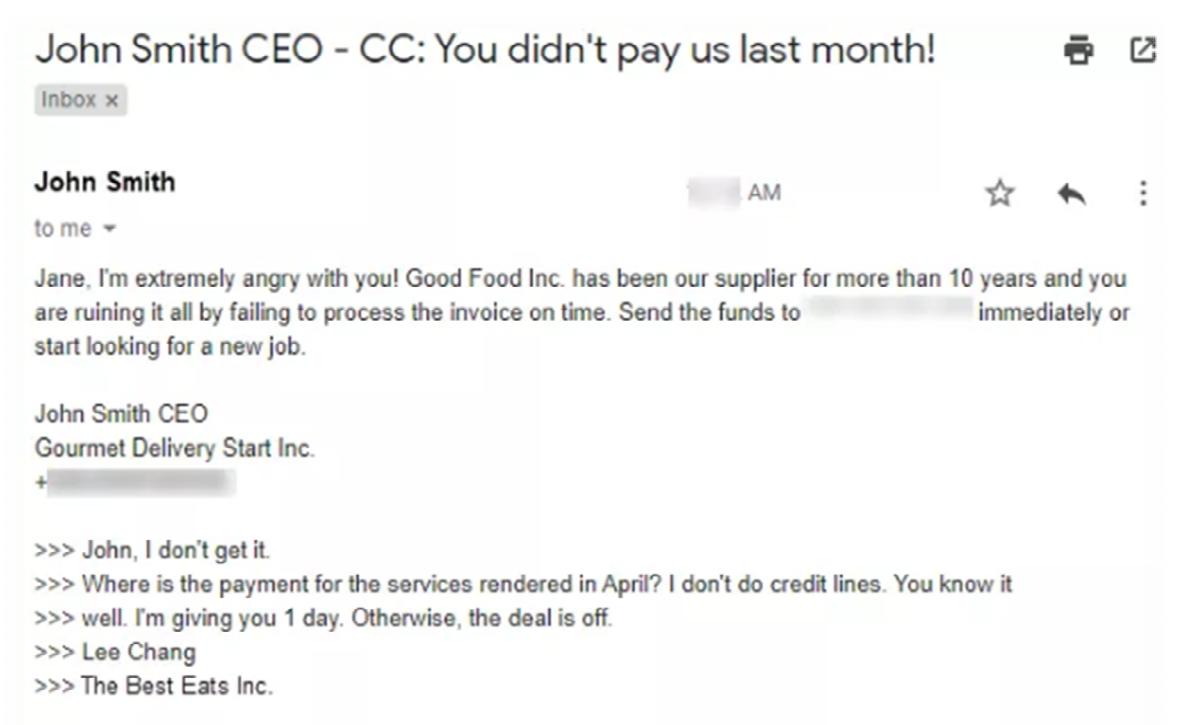 John Smith CEO - CC: You didn't pay us last month!
Inbox ×
John Smith
AM
to me
Jane, I'm extremely angry with you! Good Food Inc. has been our supplier for more than 10 years and you
are ruining it all by failing to process the invoice on time. Send the funds to immediately or
start looking for a new job.
John Smith CEO
Gourmet Delivery Start Inc.
+
>>> John, I don't get it.
>>> Where is the payment for the services rendered in April? I don't do credit lines. You know it
>>> well. I'm giving you 1 day. Otherwise, the deal is off.
>>> Lee Chang
>>> The Best Eats Inc.